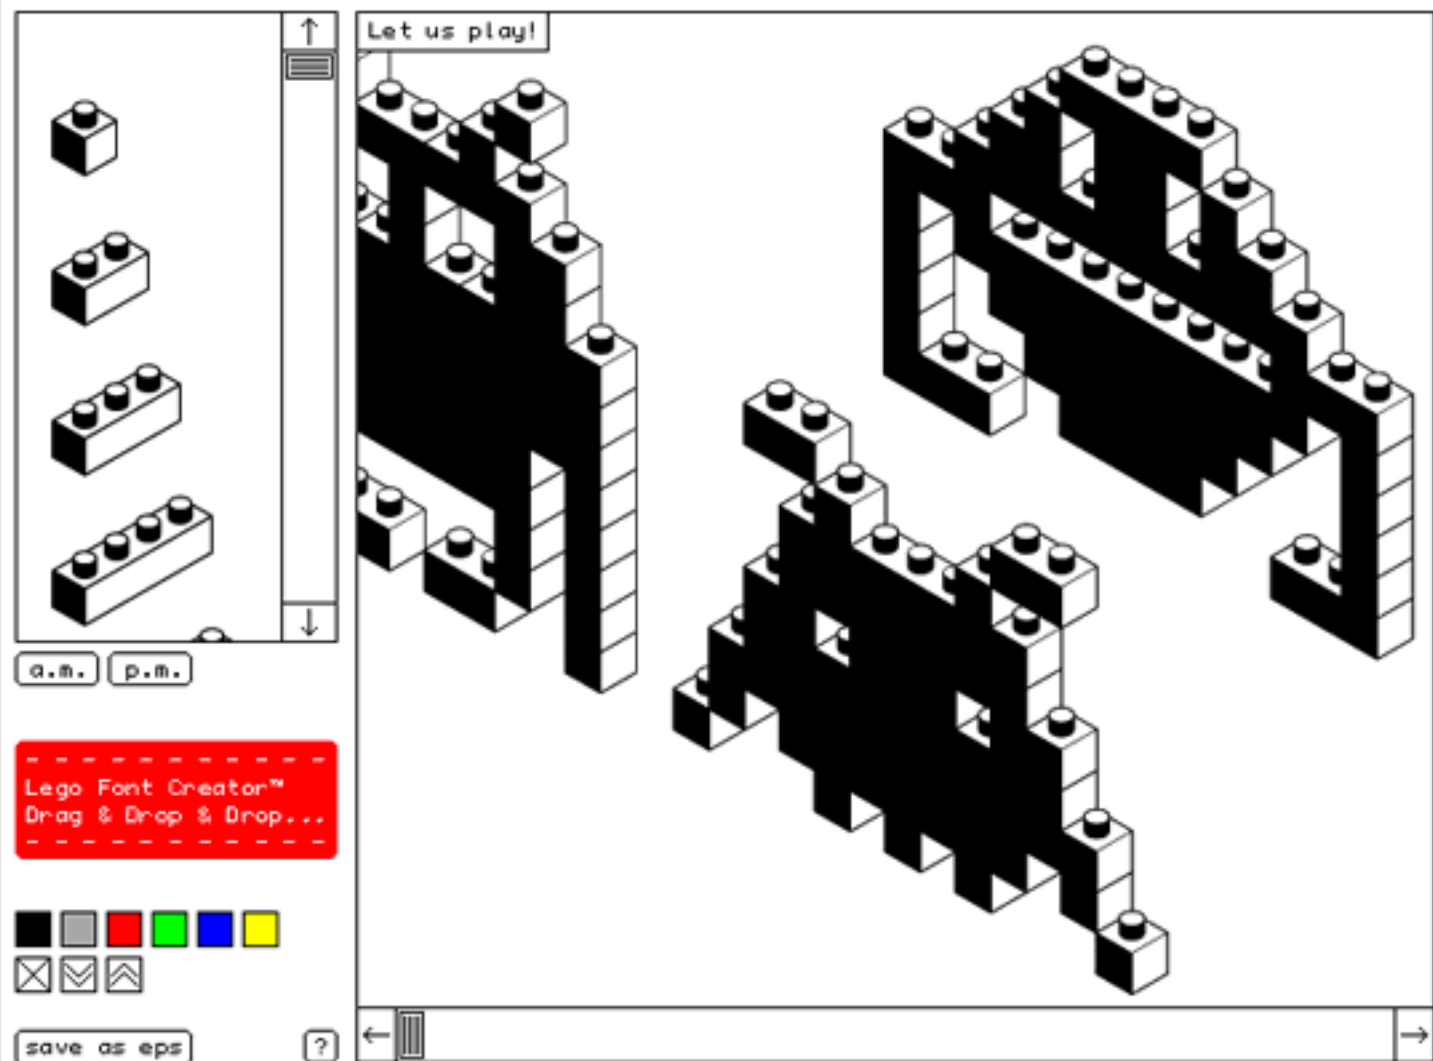 Let us play!
a.m. p.m.
- - - - - - - - - - -
Lego Font Creator™
Drag & Drop & Drop...
- - - - - - - - - - -
save as eps ?